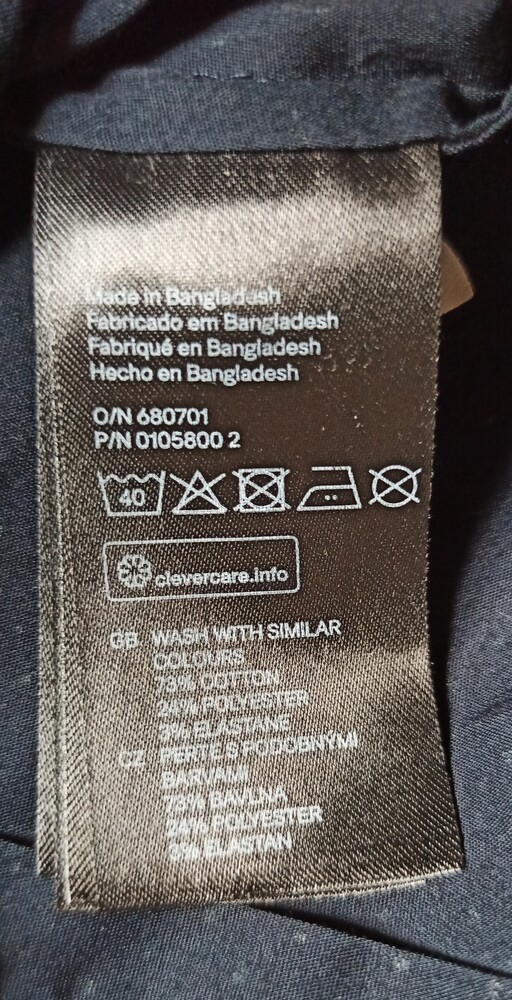 Made in Bangladesh
Fabricado em Bangladesh
Fabriqué en Bangladesh
Hecho en Bangladesh
O/N 680701
P/N 0105800 2
40
clevercare.info
GB WASH WITH SIMILAR
COLOURS
73% COTTON
24% POLYESTER
3% ELASTANE
CZ PERTE S PODOBNÝMI
BARVAMI
73% BAVLNA
24% POLYESTER
3% ELASTAN